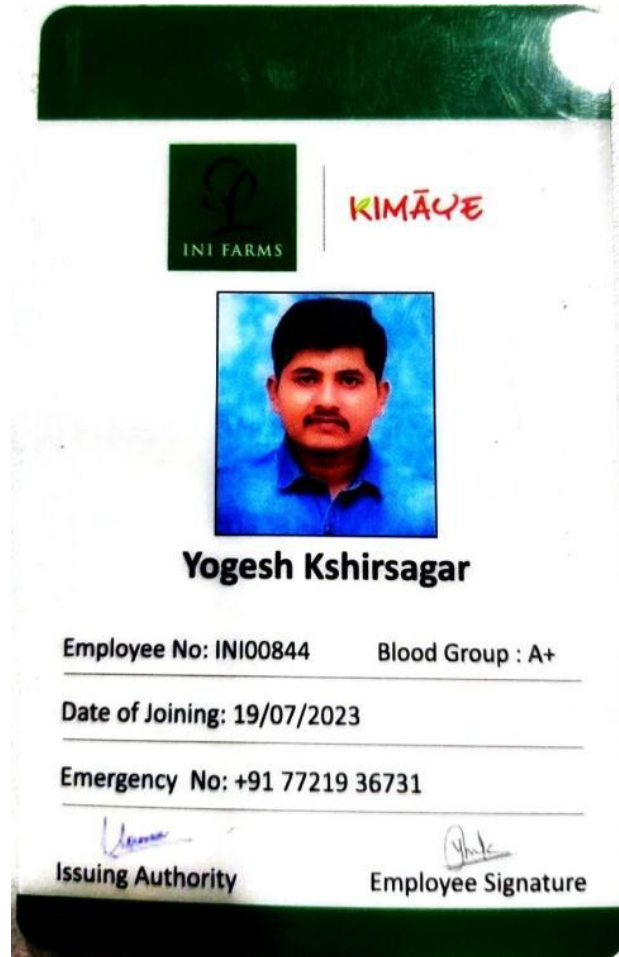 INI FARMS
KIMĀYE
Yogesh Kshirsagar
Employee No: INI00844 Blood Group : A+
Date of Joining: 19/07/2023
Emergency No: +91 77219 36731
Issuing Authority
Employee Signature